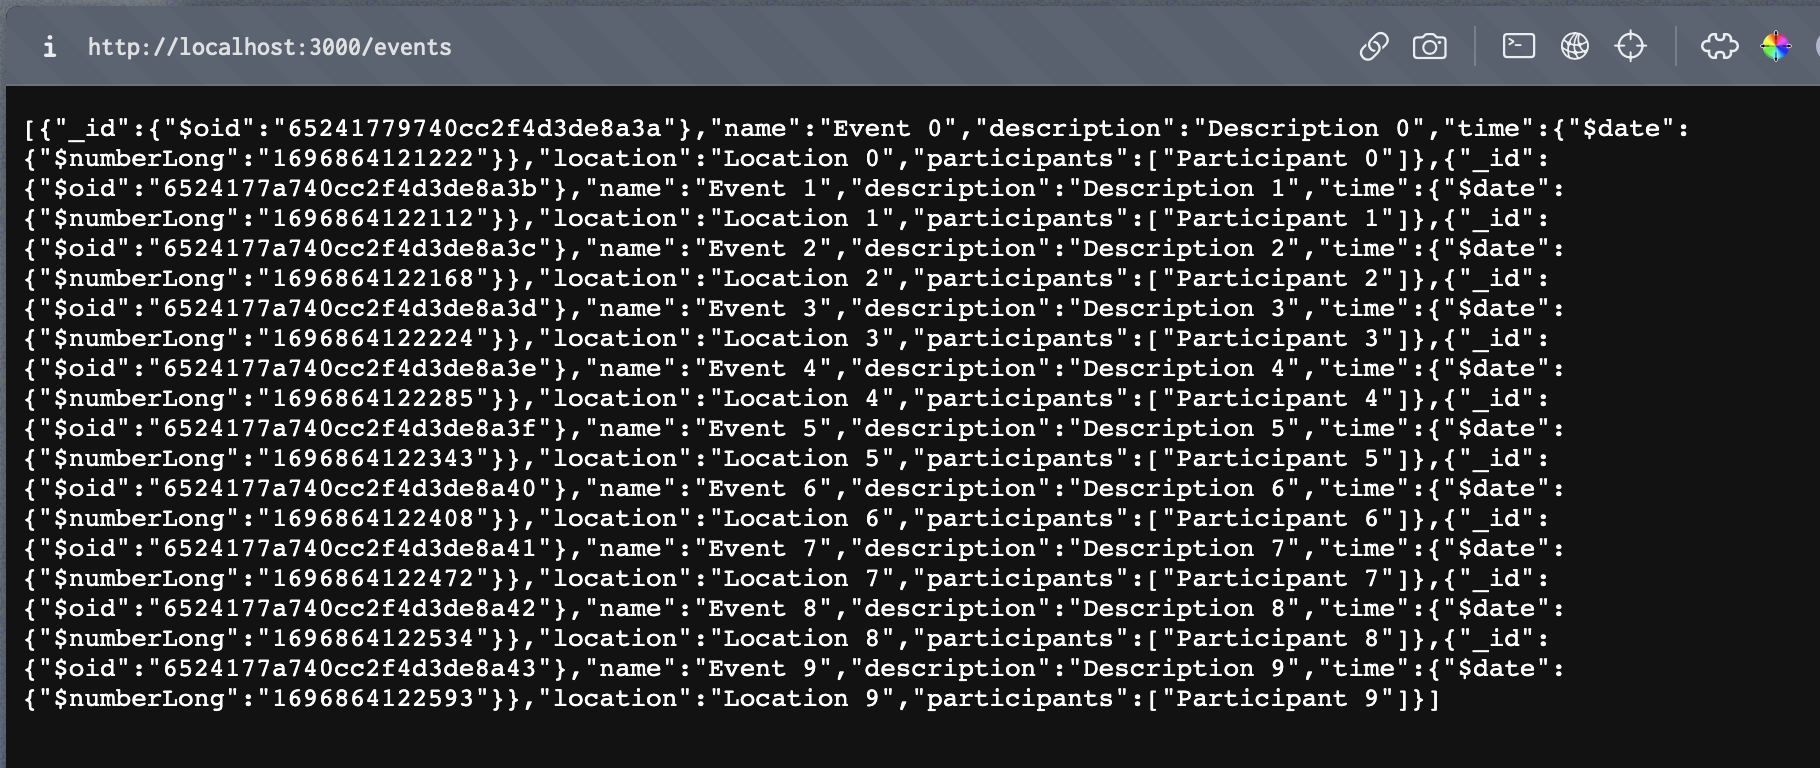 http://localhost:3000/events
[{"_id":{"$oid":"65241779740cc2f4d3de8a3a"},"name":"Event 0","description":"Description 0","time":{"$date":
{"$numberLong":"1696864121222"}},"location":"Location 0","participants":["Participant 0"]},{"_id":
{"$oid":"6524177a740cc2f4d3de8a3b"},"name":"Event 1","description":"Description 1","time":{"$date":
{"$numberLong":"1696864122112"}},"location":"Location 1","participants":["Participant 1"]},{"_id":
{"$oid":"6524177a740cc2f4d3de8a3c"},"name":"Event 2","description":"Description 2","time":{"$date":
{"$numberLong":"1696864122168"}},"location":"Location 2","participants":["Participant 2"]},{"_id":
{"$oid":"6524177a740cc2f4d3de8a3d"},"name":"Event 3","description":"Description 3","time":{"$date":
{"$numberLong":"1696864122224"}},"location":"Location 3","participants":["Participant 3"]},{"_id":
{"$oid":"6524177a740cc2f4d3de8a3e"},"name":"Event 4","description":"Description 4","time":{"$date":
{"$numberLong":"1696864122285"}},"location":"Location 4","participants":["Participant 4"]},{"_id":
{"$oid":"6524177a740cc2f4d3de8a3f"},"name":"Event 5","description":"Description 5","time":{"$date":
{"$numberLong":"1696864122343"}},"location":"Location 5","participants":["Participant 5"]},{"_id":
{"$oid":"6524177a740cc2f4d3de8a40"},"name":"Event 6","description":"Description 6","time":{"$date":
{"$numberLong":"1696864122408"}},"location":"Location 6","participants":["Participant 6"]},{"_id":
{"$oid":"6524177a740cc2f4d3de8a41"},"name":"Event 7","description":"Description 7","time":{"$date":
{"$numberLong":"1696864122472"}},"location":"Location 7","participants":["Participant 7"]},{"_id":
{"$oid":"6524177a740cc2f4d3de8a42"},"name":"Event 8","description":"Description 8","time":{"$date":
{"$numberLong":"1696864122534"}},"location":"Location 8","participants":["Participant 8"]},{"_id":
{"$oid":"6524177a740cc2f4d3de8a43"},"name":"Event 9","description":"Description 9","time":{"$date":
{"$numberLong":"1696864122593"}},"location":"Location 9","participants":["Participant 9"]}]